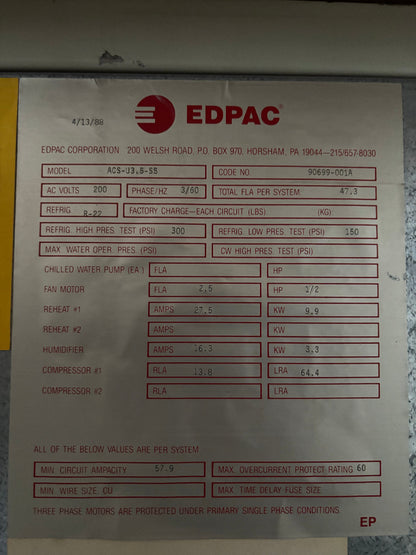 4/13/88
EDPAC®
EDPAC CORPORATION 200 WELSH ROAD, P.O. BOX 970, HORSHAM, PA 19044—215/657-8030
MODEL ACS-U3.5-SS CODE NO. 90699-001A
AC VOLTS 200 PHASE/HZ 3/60 TOTAL FLA PER SYSTEM 47.3
REFRIG R-22 FACTORY CHARGE—EACH CIRCUIT (LBS) (KG):
REFRIG HIGH PRES. TEST (PSI) 300 REFRIG LOW PRES. TEST (PSI) 150
MAX WATER OPER. PRES. (PSI) CW HIGH PRES. TEST (PSI)
CHILLED WATER PUMP (EA.) FLA HP
FAN MOTOR FLA 2.5 HP 1/2
REHEAT #1 AMPS 27.5 KW 9.9
REHEAT #2 AMPS KW
HUMIDIFIER AMPS 16.3 KW 3.3
COMPRESSOR #1 RLA 13.8 LRA 64.4
COMPRESSOR #2 RLA LRA
ALL OF THE BELOW VALUES ARE PER SYSTEM
MIN. CIRCUIT AMPACITY 57.9 MAX. OVERCURRENT PROTECT RATING 60
MIN. WIRE SIZE, CU MAX. TIME DELAY FUSE SIZE
THREE PHASE MOTORS ARE PROTECTED UNDER PRIMARY SINGLE PHASE CONDITIONS.
EP